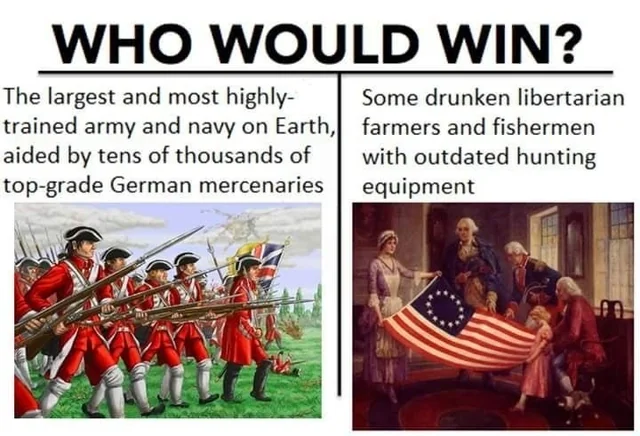 WHO WOULD WIN?
The largest and most highly-
trained army and navy on Earth,
aided by tens of thousands of
top-grade German mercenaries
Some drunken libertarian
farmers and fishermen
with outdated hunting
equipment